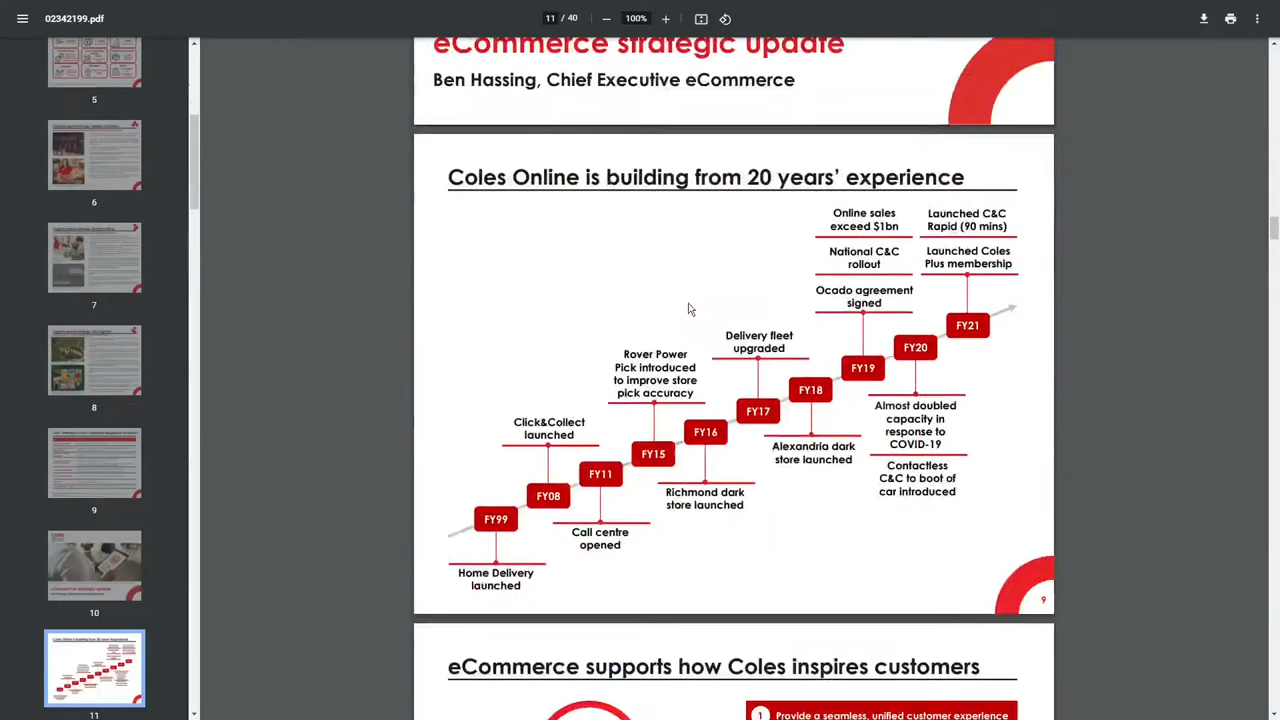 02342199.pdf
11 / 40
100%
5
6
7
8
9
10
11
eCommerce strategic update
Ben Hassing, Chief Executive eCommerce
Coles Online is building from 20 years' experience
Online sales
exceed $1bn
National C&C
rollout
Ocado agreement
signed
Launched C&C
Rapid (90 mins)
Launched Coles
Plus membership
Delivery fleet
upgraded
Rover Power
Pick introduced
to improve store
pick accuracy
Click&Collect
launched
FY21
FY20
FY19
FY18
FY17
FY16
FY15
FY11
FY08
FY99
Almost doubled
capacity in
response to
COVID-19
Contactless
C&C to boot of
car introduced
Alexandria dark
store launched
Richmond dark
store launched
Call centre
opened
Home Delivery
launched
9
eCommerce supports how Coles inspires customers
1 Provide a seamless, unified customer experience